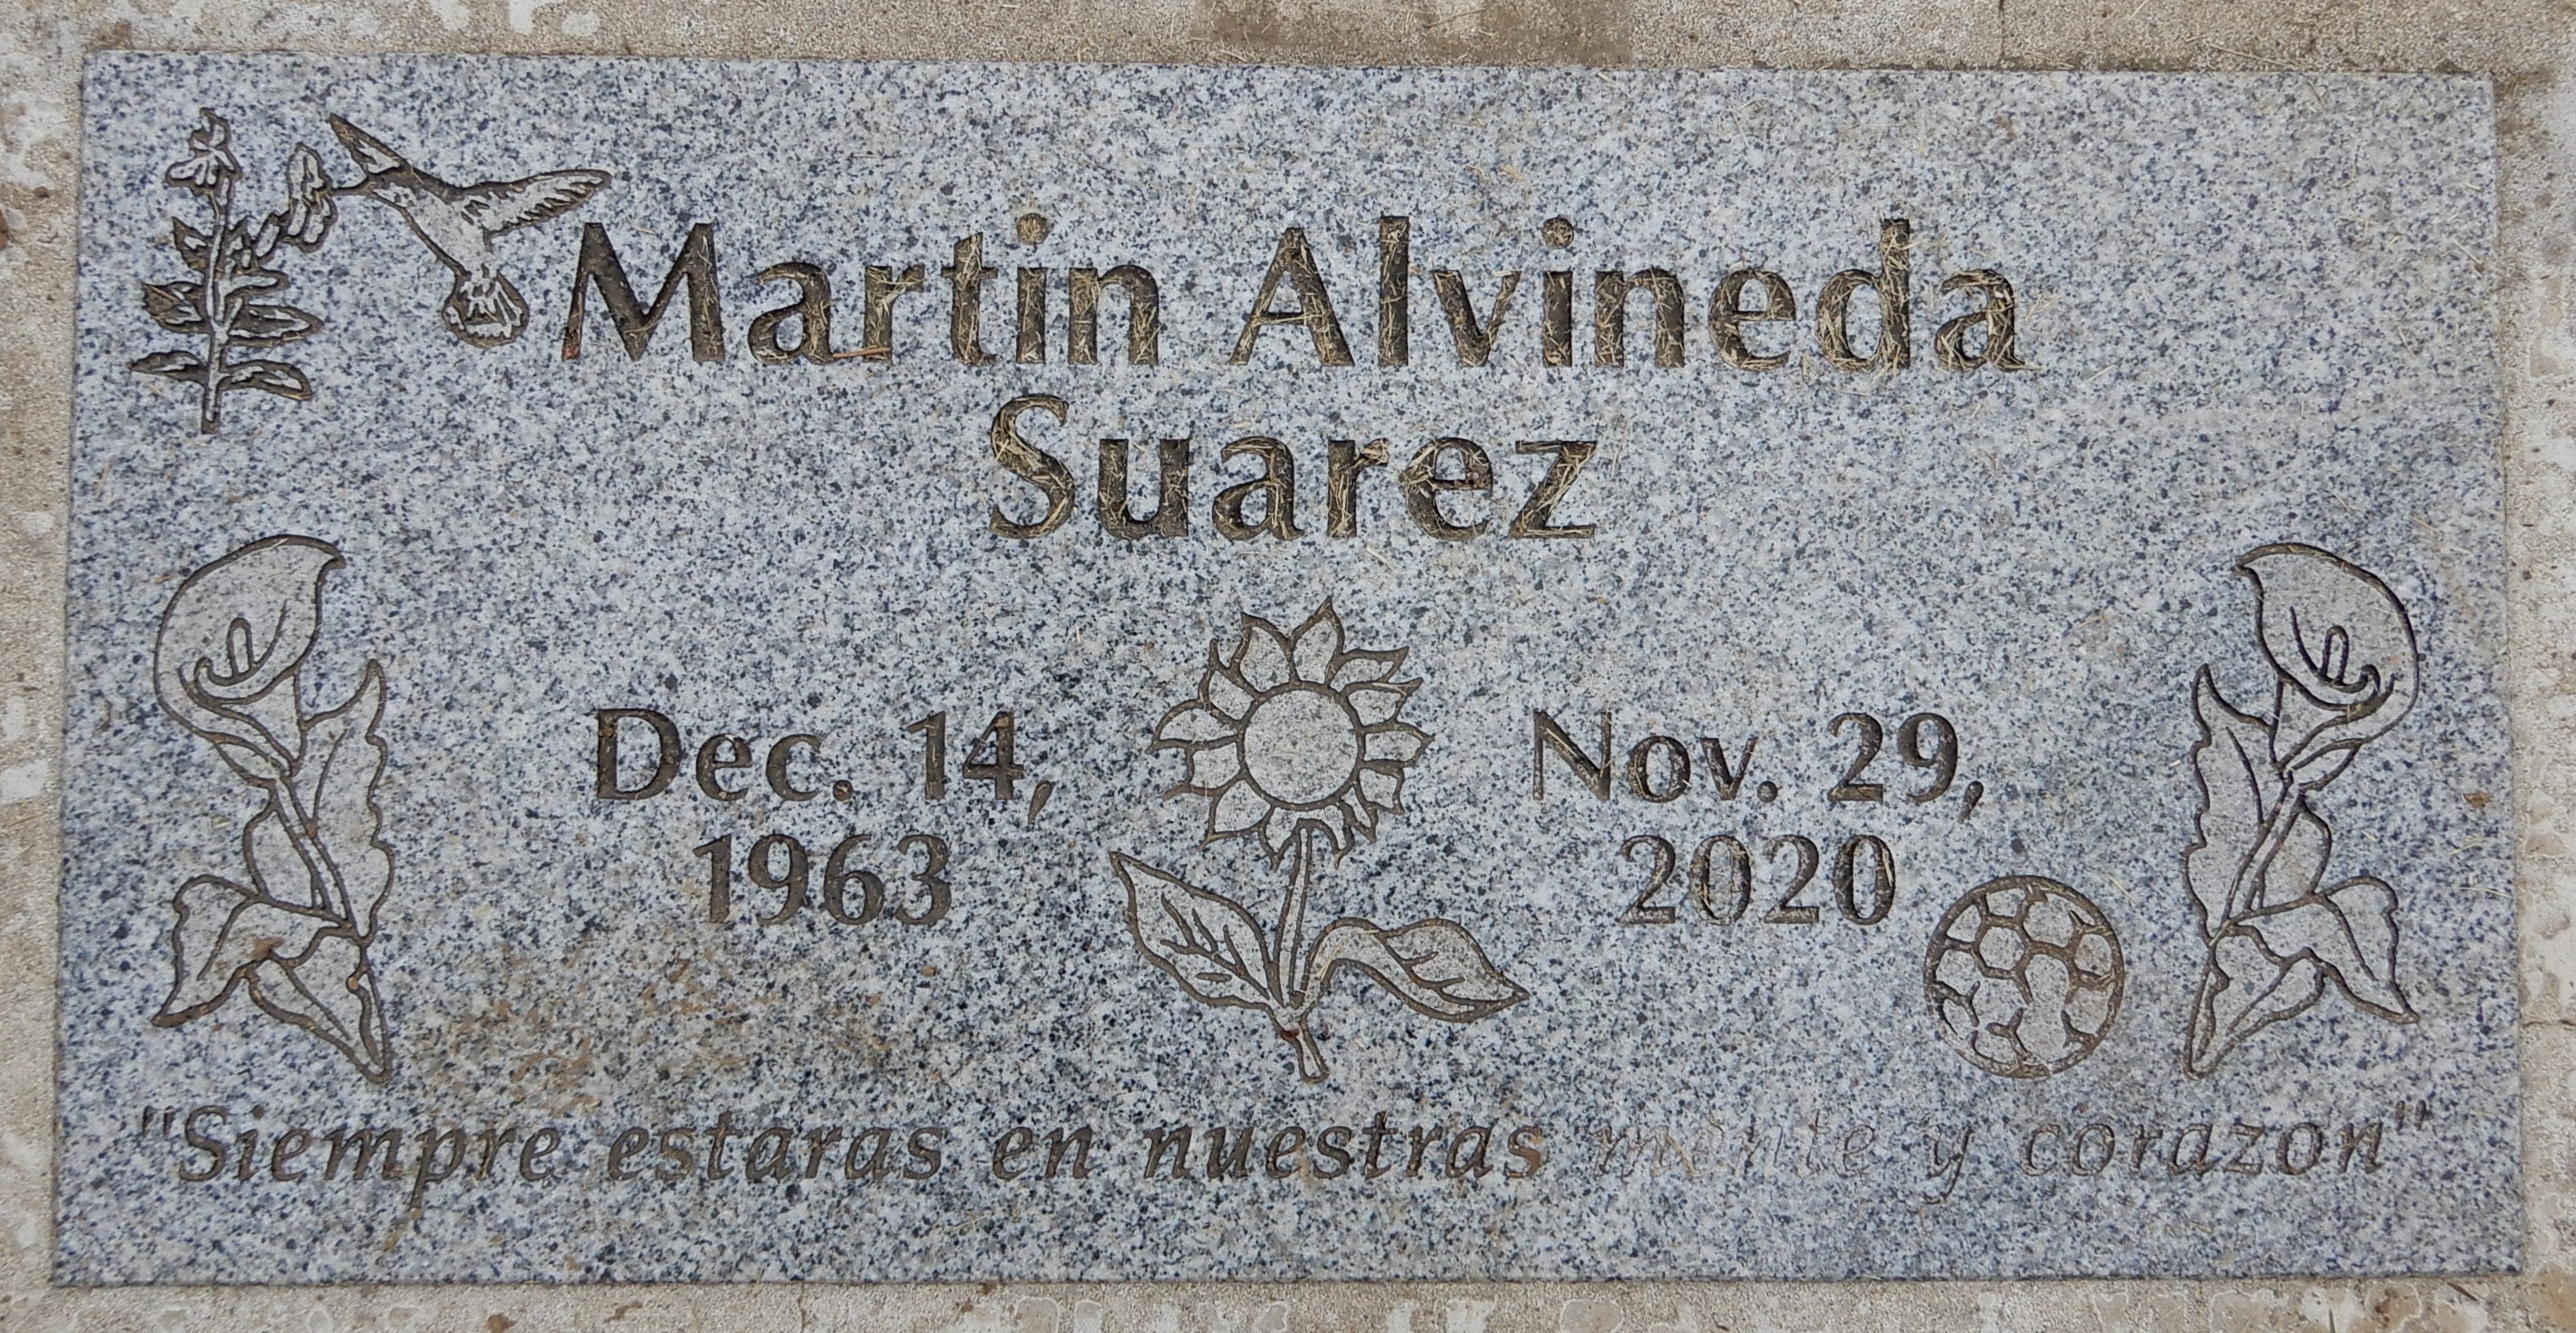 Martin Alvineda
Suarez
Dec. 14,
1963
Nov. 29,
2020
"Siempre estaras en nuestras mente y corazon"